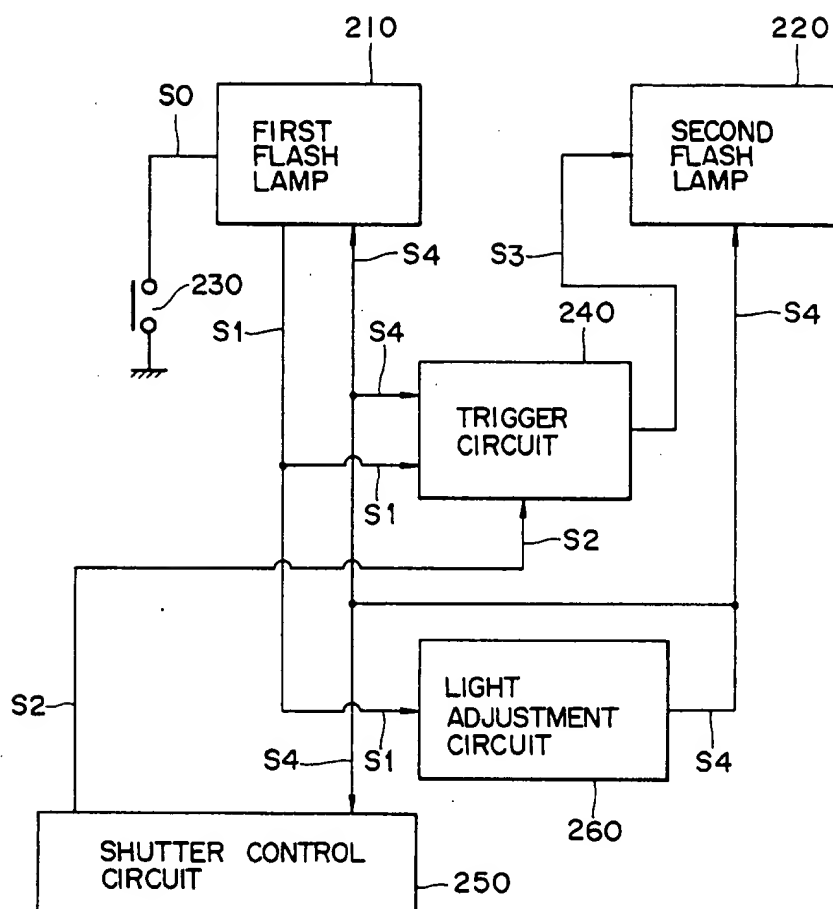 210
220
S0
FIRST
FLASH
LAMP
SECOND
FLASH
LAMP
S4
S3
230
S1
S4
240
S4
TRIGGER
CIRCUIT
S1
S2
LIGHT
ADJUSTMENT
CIRCUIT
S2
S4
S1
S4
260
SHUTTER CONTROL
CIRCUIT
250